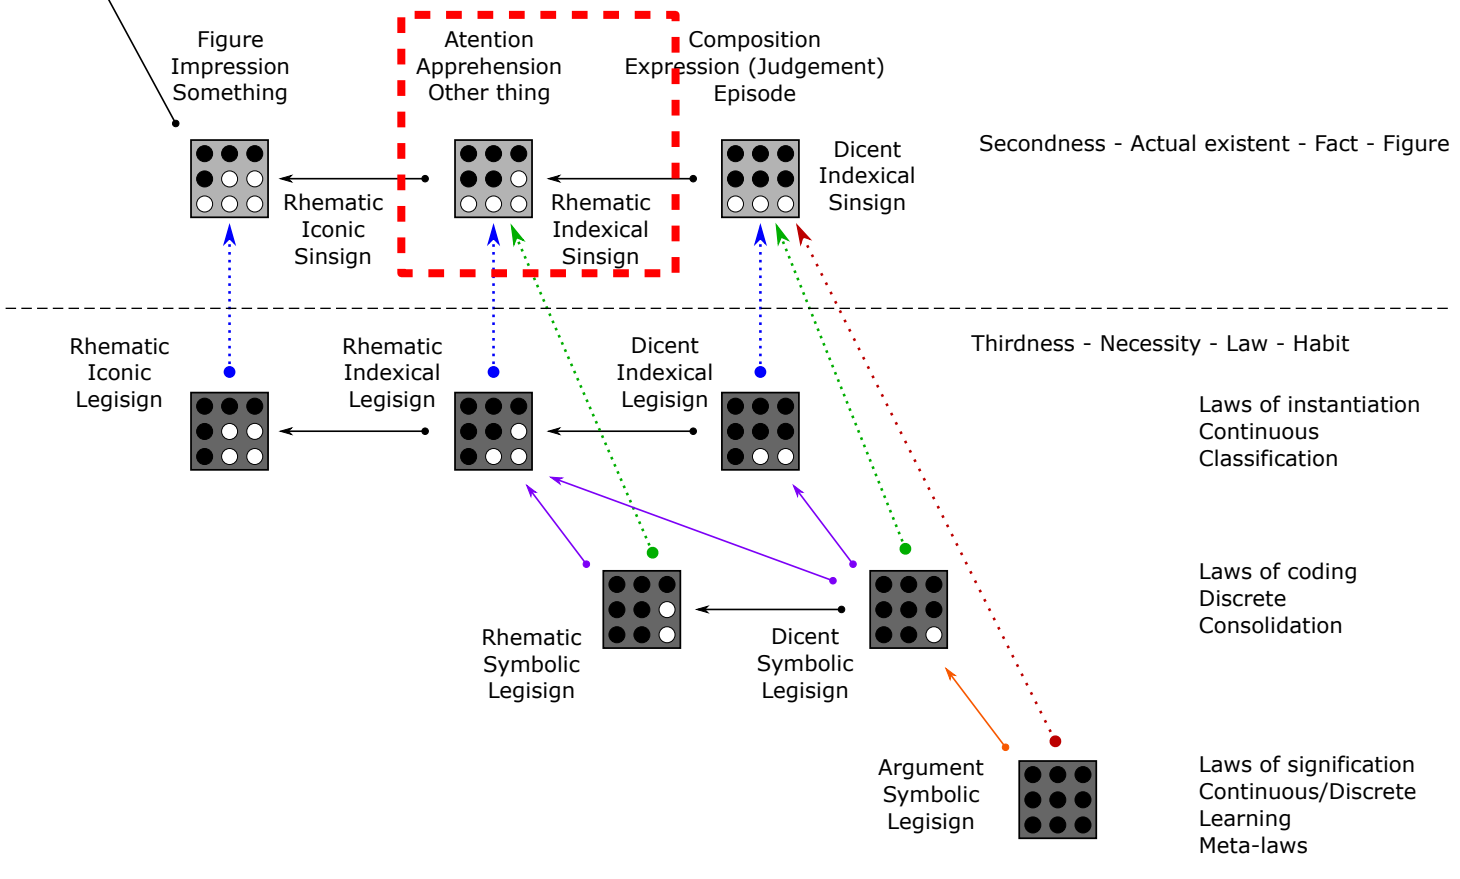 Figure
Impression
Something
Atention
Apprehension
Other thing
Composition
Expression (Judgement)
Episode
Rhematic
Iconic
Sinsign
Rhematic
Indexical
Sinsign
Dicent
Indexical
Sinsign
Secondness - Actual existent - Fact - Figure
Thirdness - Necessity - Law - Habit
Rhematic
Iconic
Legisign
Rhematic
Indexical
Legisign
Dicent
Indexical
Legisign
Laws of instantiation
Continuous
Classification
Rhematic
Symbolic
Legisign
Dicent
Symbolic
Legisign
Laws of coding
Discrete
Consolidation
Argument
Symbolic
Legisign
Laws of signification
Continuous/Discrete
Learning
Meta-laws